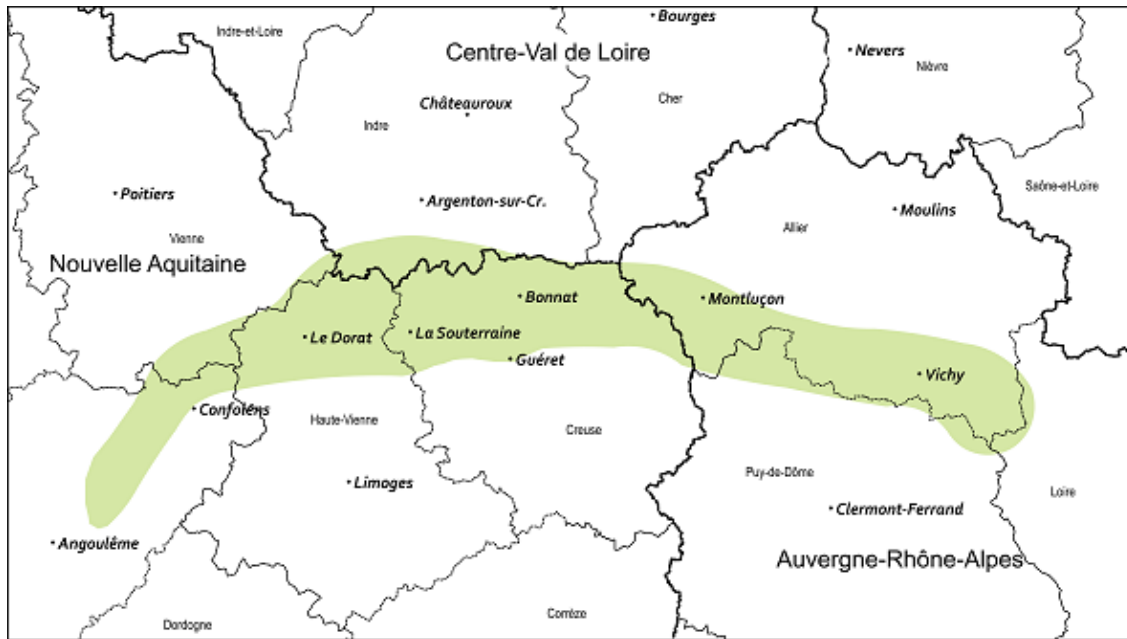 Bourges
Indre-et-Loire
Centre-Val de Loire
Nevers
Nièvre
Châteauroux
Cher
Indre
Saône-et-Loire
Poitiers
Argenton-sur-Cr.
Moulins
Allier
Vienne
Nouvelle Aquitaine
Bonnat
Montluçon
La Souterraine
Le Dorat
Guéret
Vichy
Confolens
Haute-Vienne
Creuse
Puy-de-Dôme
Limoges
Loire
Clermont-Ferrand
Angoulême
Auvergne-Rhône-Alpes
Corrèze
Dordogne